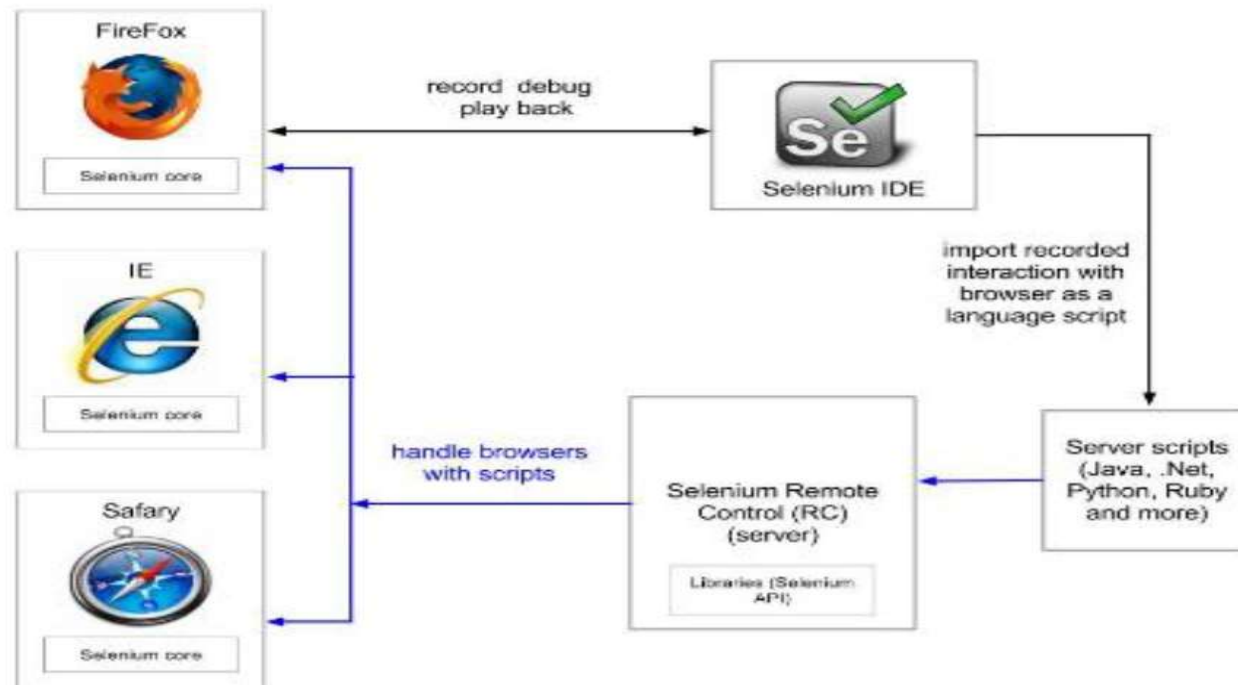 FireFox
Selenium core
record debug
play back
Se
Selenium IDE
import recorded
interaction with
browser as a
language script
IE
Selenium core
handle browsers
with scripts
Selenium Remote
Control (RC)
(server)
Libraries (Selenium
API)
Server scripts
(Java, .Net,
Python, Ruby
and more)
Safary
Selenium core